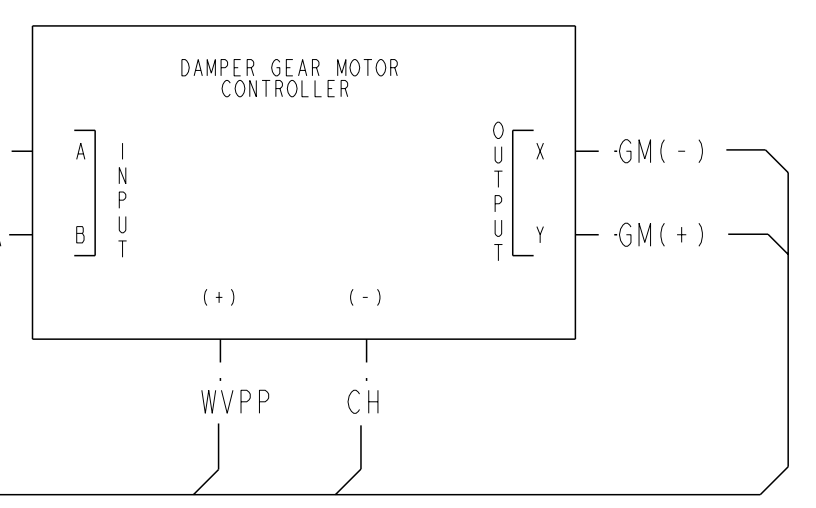 DAMPER GEAR MOTOR
CONTROLLER
A
B
INPUT
OUTPUT
X
Y
-GM(-)
-GM(+)
(+)
(-)
WVPP
CH